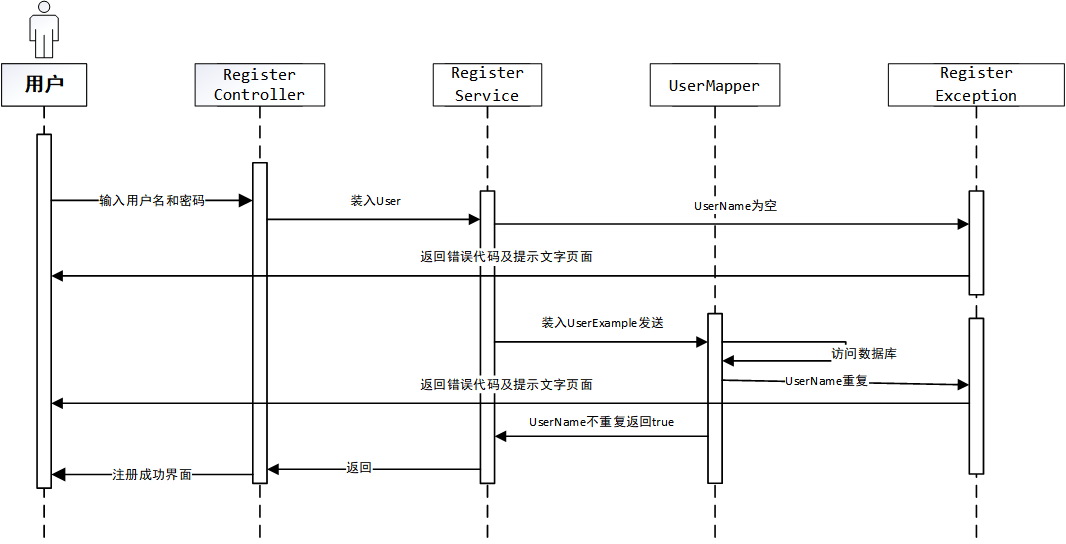 用户
Register
Controller
Register
Service
UserMapper
Register
Exception
输入用户名和密码
装入User
UserName为空
返回错误代码及提示文字页面
装入UserExample发送
访问数据库
UserName重复
返回错误代码及提示文字页面
UserName不重复返回true
返回
注册成功界面